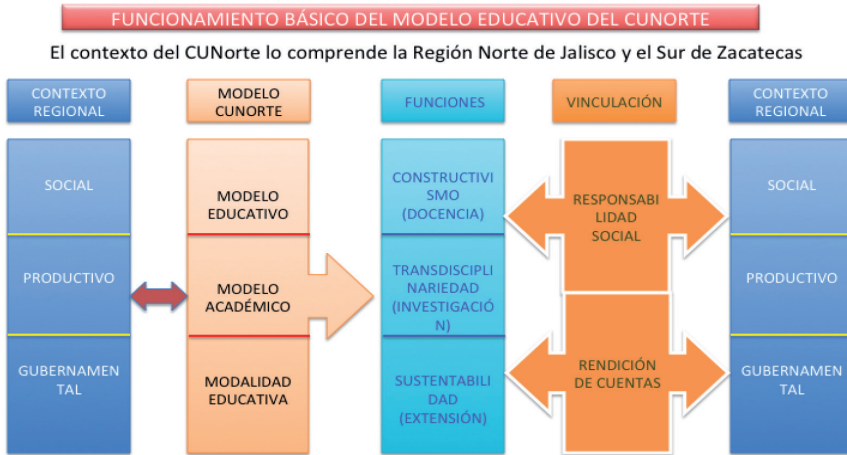 FUNCIONAMIENTO BÁSICO DEL MODELO EDUCATIVO DEL CUNORTE
El contexto del CUNorte lo comprende la Región Norte de Jalisco y el Sur de Zacatecas
CONTEXTO
REGIONAL
MODELO
CUNORTE
FUNCIONES
VINCULACIÓN
CONTEXTO
REGIONAL
SOCIAL
PRODUCTIVO
GUBERNAMEN
TAL
MODELO
EDUCATIVO
MODELO
ACADÉMICO
MODALIDAD
EDUCATIVA
CONSTRUCTIVI
SMO
(DOCENCIA)
TRANSDISCIPLI
NARIEDAD
(INVESTIGACIÓ
N)
SUSTENTABILI
DAD
(EXTENSIÓN)
RESPONSABI
LIDAD
SOCIAL
RENDICIÓN
DE CUENTAS
SOCIAL
PRODUCTIVO
GUBERNAMEN
TAL